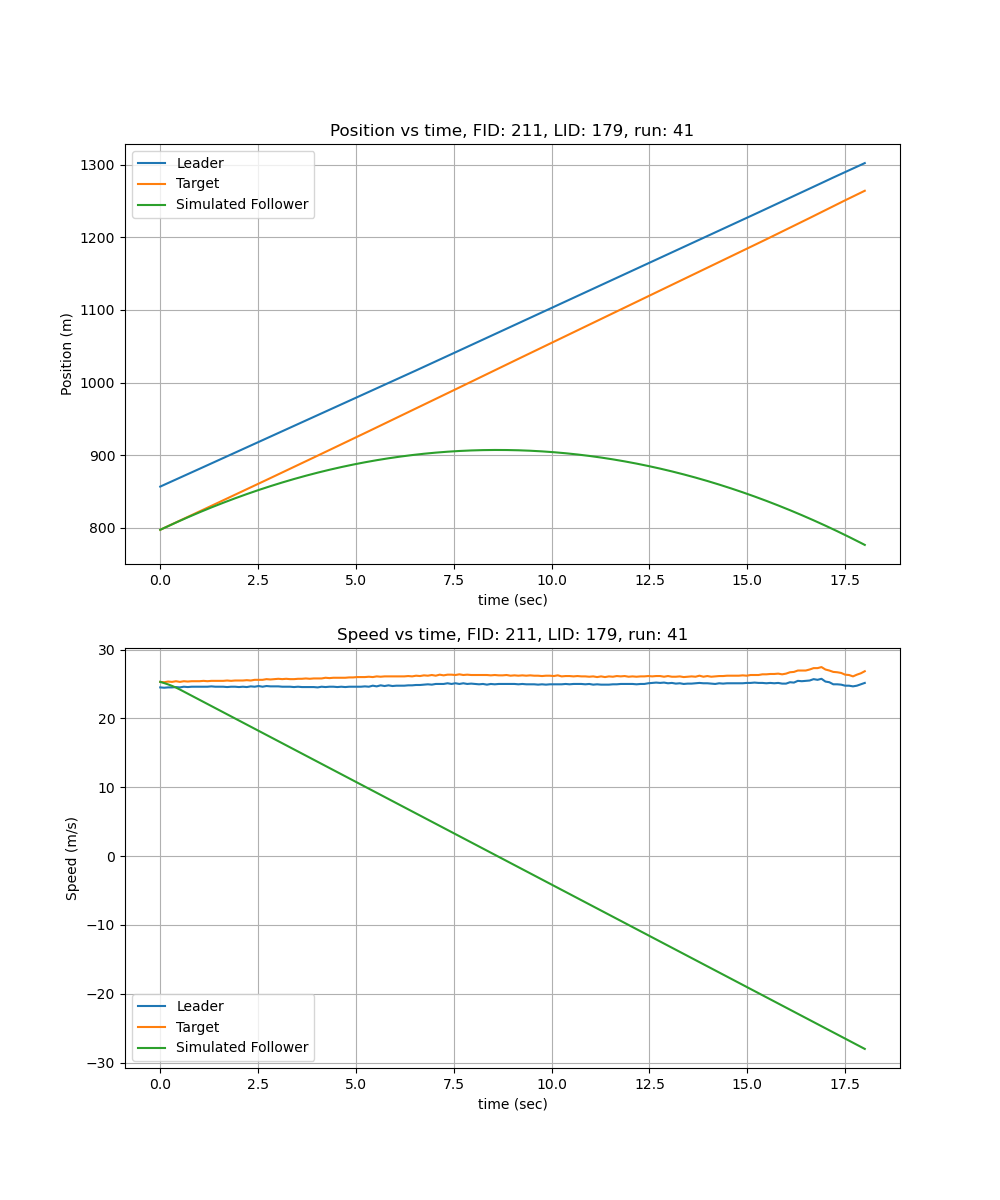 Position vs time, FID: 211, LID: 179, run: 41
Leader
Target
Simulated Follower
Position (m)
1300
1200
1100
1000
900
800
0.0 2.5 5.0 7.5 10.0 12.5 15.0 17.5
time (sec)
Speed vs time, FID: 211, LID: 179, run: 41
Speed (m/s)
30
20
10
0
−10
−20
−30
Leader
Target
Simulated Follower
0.0 2.5 5.0 7.5 10.0 12.5 15.0 17.5
time (sec)